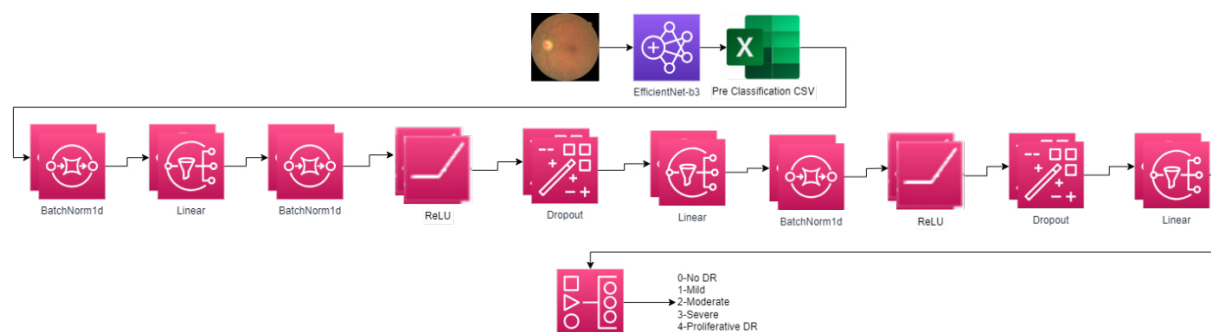 X
EfficientNet-b3
Pre Classification CSV
BatchNorm1d
Linear
BatchNorm1d
ReLU
Dropout
Linear
BatchNorm1d
ReLU
Dropout
Linear
0-No DR
1-Mild
2-Moderate
3-Severe
4-Proliferative DR